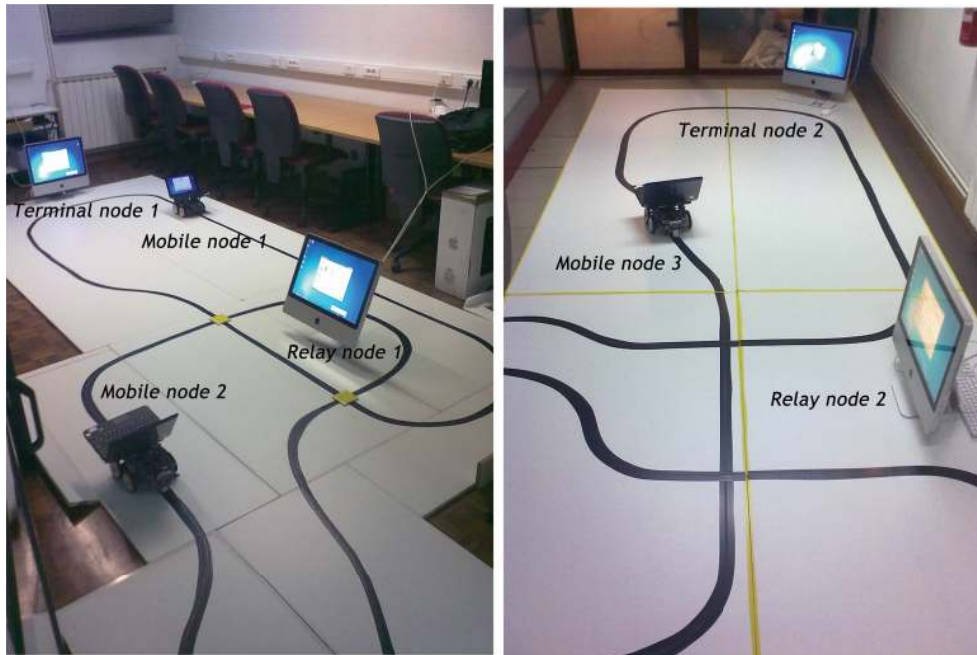 Terminal node 1
Mobile node 1
Relay node 1
Mobile node 2
Terminal node 2
Mobile node 3
Relay node 2